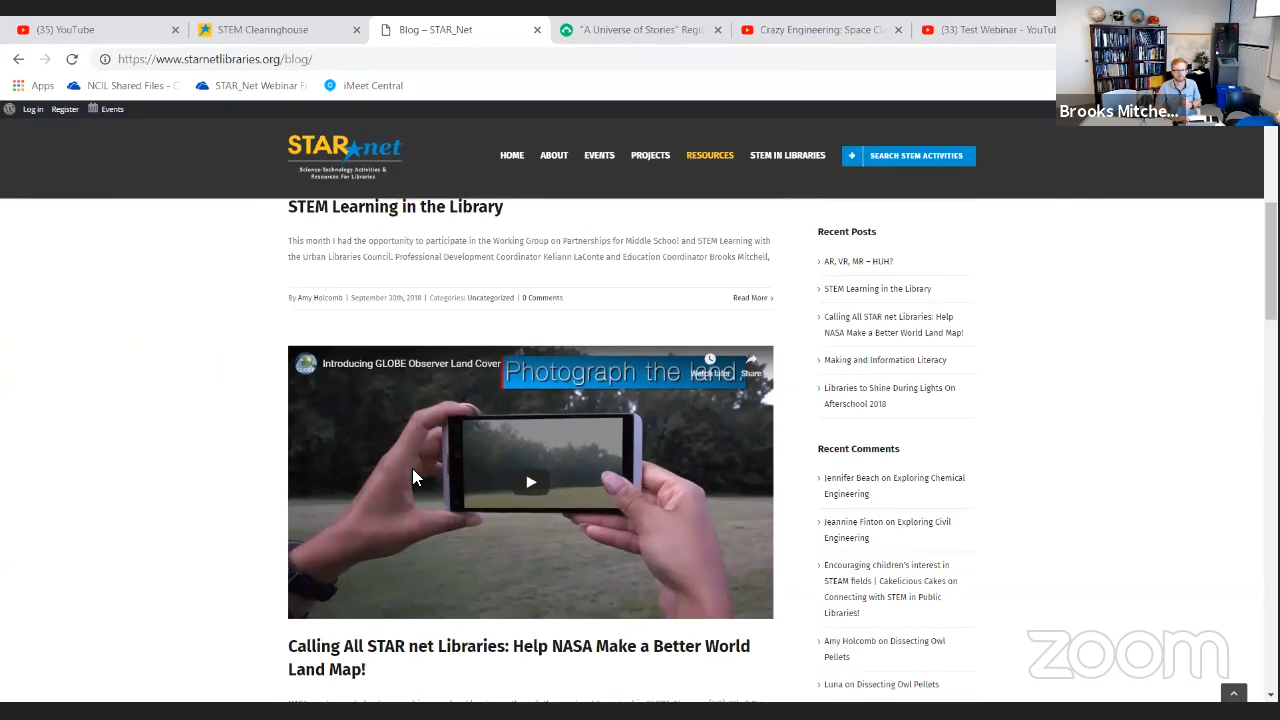 (35) YouTube
STEM Clearinghouse
Blog – STAR_Net
"A Universe of Stories" Regi
Crazy Engineering: Space Cl
(33) Test Webinar - YouTu
https://www.starnetlibraries.org/blog/
Apps
NCIL Shared Files - C
STAR_Net Webinar F
iMeet Central
Brooks Mitche...
Log in
Register
Events
STAR net
Science-Technology Activities &
Resources For Libraries
HOME
ABOUT
EVENTS
PROJECTS
RESOURCES
STEM IN LIBRARIES
SEARCH STEM ACTIVITIES
STEM Learning in the Library
This month I had the opportunity to participate in the Working Group on Partnerships for Middle School and STEM Learning with
the Urban Libraries Council. Professional Development Coordinator Keliann LaConte and Education Coordinator Brooks Mitchell,
By Amy Holcomb | September 30th, 2018 | Categories: Uncategorized | 0 Comments
Read More
Introducing GLOBE Observer Land Cover
Photograph the land.
Watch later
Share
Calling All STAR net Libraries: Help NASA Make a Better World
Land Map!
Recent Posts
AR, VR, MR – HUH?
STEM Learning in the Library
Calling All STAR net Libraries: Help
NASA Make a Better World Land Map!
Making and Information Literacy
Libraries to Shine During Lights On
Afterschool 2018
Recent Comments
Jennifer Beach on Exploring Chemical
Engineering
Jeannine Finton on Exploring Civil
Engineering
Encouraging children's interest in
STEAM fields | Cakelicious Cakes on
Connecting with STEM in Public
Libraries!
Amy Holcomb on Dissecting Owl
Pellets
Luna on Dissecting Owl Pellets
zoom